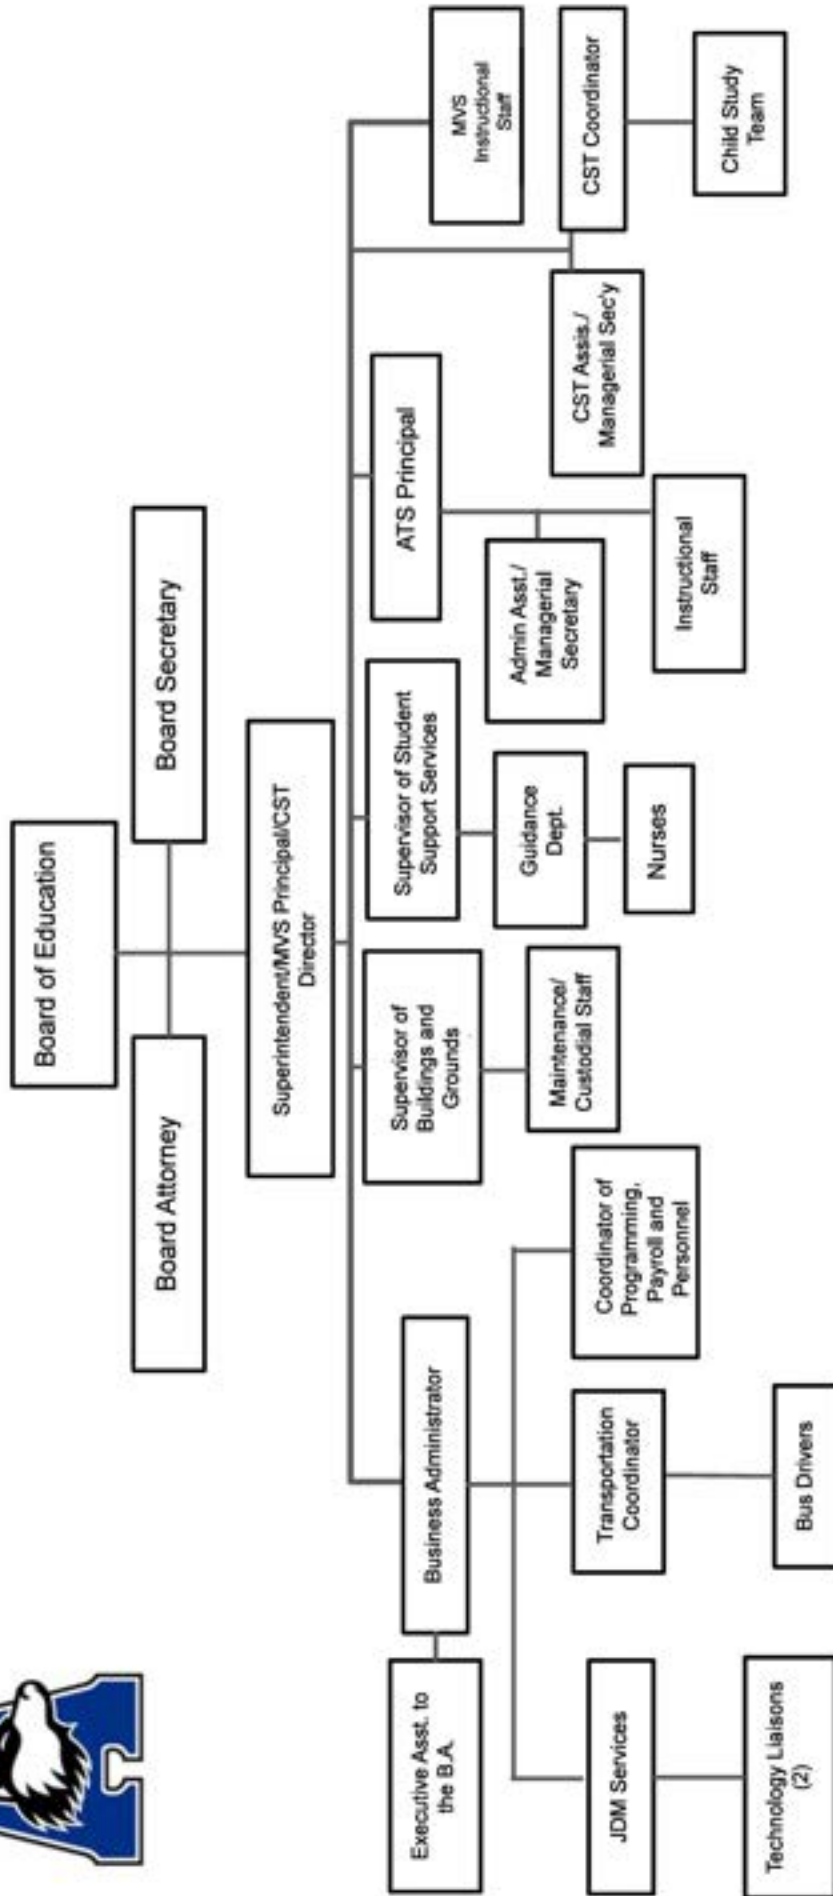 Board of Education
Board Attorney
Board Secretary
Superintendent/MVS Principal/CST
Director
Business Administrator
Executive Asst. to
the B.A.
JDM Services
Technology Liaisons
(2)
Transportation
Coordinator
Bus Drivers
Coordinator of
Programming,
Payroll and
Personnel
Supervisor of
Buildings and
Grounds
Maintenance/
Custodial Staff
Supervisor of Student
Support Services
Guidance
Dept.
Nurses
ATS Principal
Admin Asst./
Managerial
Secretary
Instructional
Staff
MVS
Instructional
Staff
CST Coordinator
CST Assis./
Managerial Sec'y
Child Study
Team